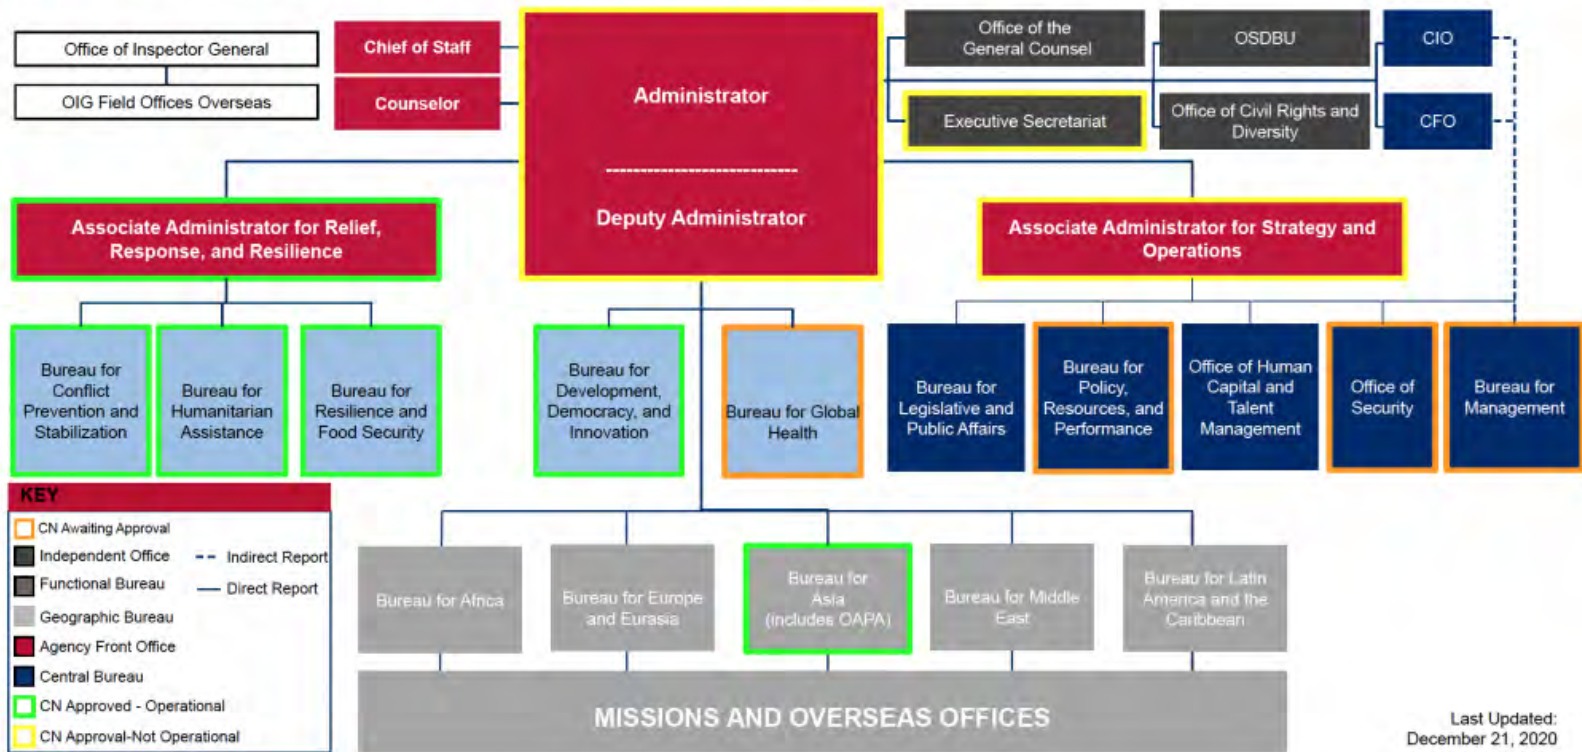 Office of Inspector General
OIG Field Offices Overseas
Chief of Staff
Counselor
Administrator
--------------------------
Deputy Administrator
Office of the
General Counsel
Executive Secretariat
OSDBU
Office of Civil Rights and
Diversity
CIO
CFO
Associate Administrator for Relief,
Response, and Resilience
Associate Administrator for Strategy and
Operations
Bureau for
Conflict
Prevention and
Stabilization
Bureau for
Humanitarian
Assistance
Bureau for
Resilience and
Food Security
Bureau for
Development,
Democracy, and
Innovation
Bureau for Global
Health
Bureau for
Legislative and
Public Affairs
Bureau for
Policy,
Resources, and
Performance
Office of Human
Capital and
Talent
Management
Office of
Security
Bureau for
Management
KEY
CN Awaiting Approval
Independent Office
Functional Bureau
Geographic Bureau
Agency Front Office
Central Bureau
CN Approved - Operational
CN Approval-Not Operational
Indirect Report
Direct Report
Bureau for Africa
Bureau for Europe
and Eurasia
Bureau for
Asia
(includes OAPA)
Bureau for Middle
East
Bureau for Latin
America and the
Caribbean
MISSIONS AND OVERSEAS OFFICES
Last Updated:
December 21, 2020